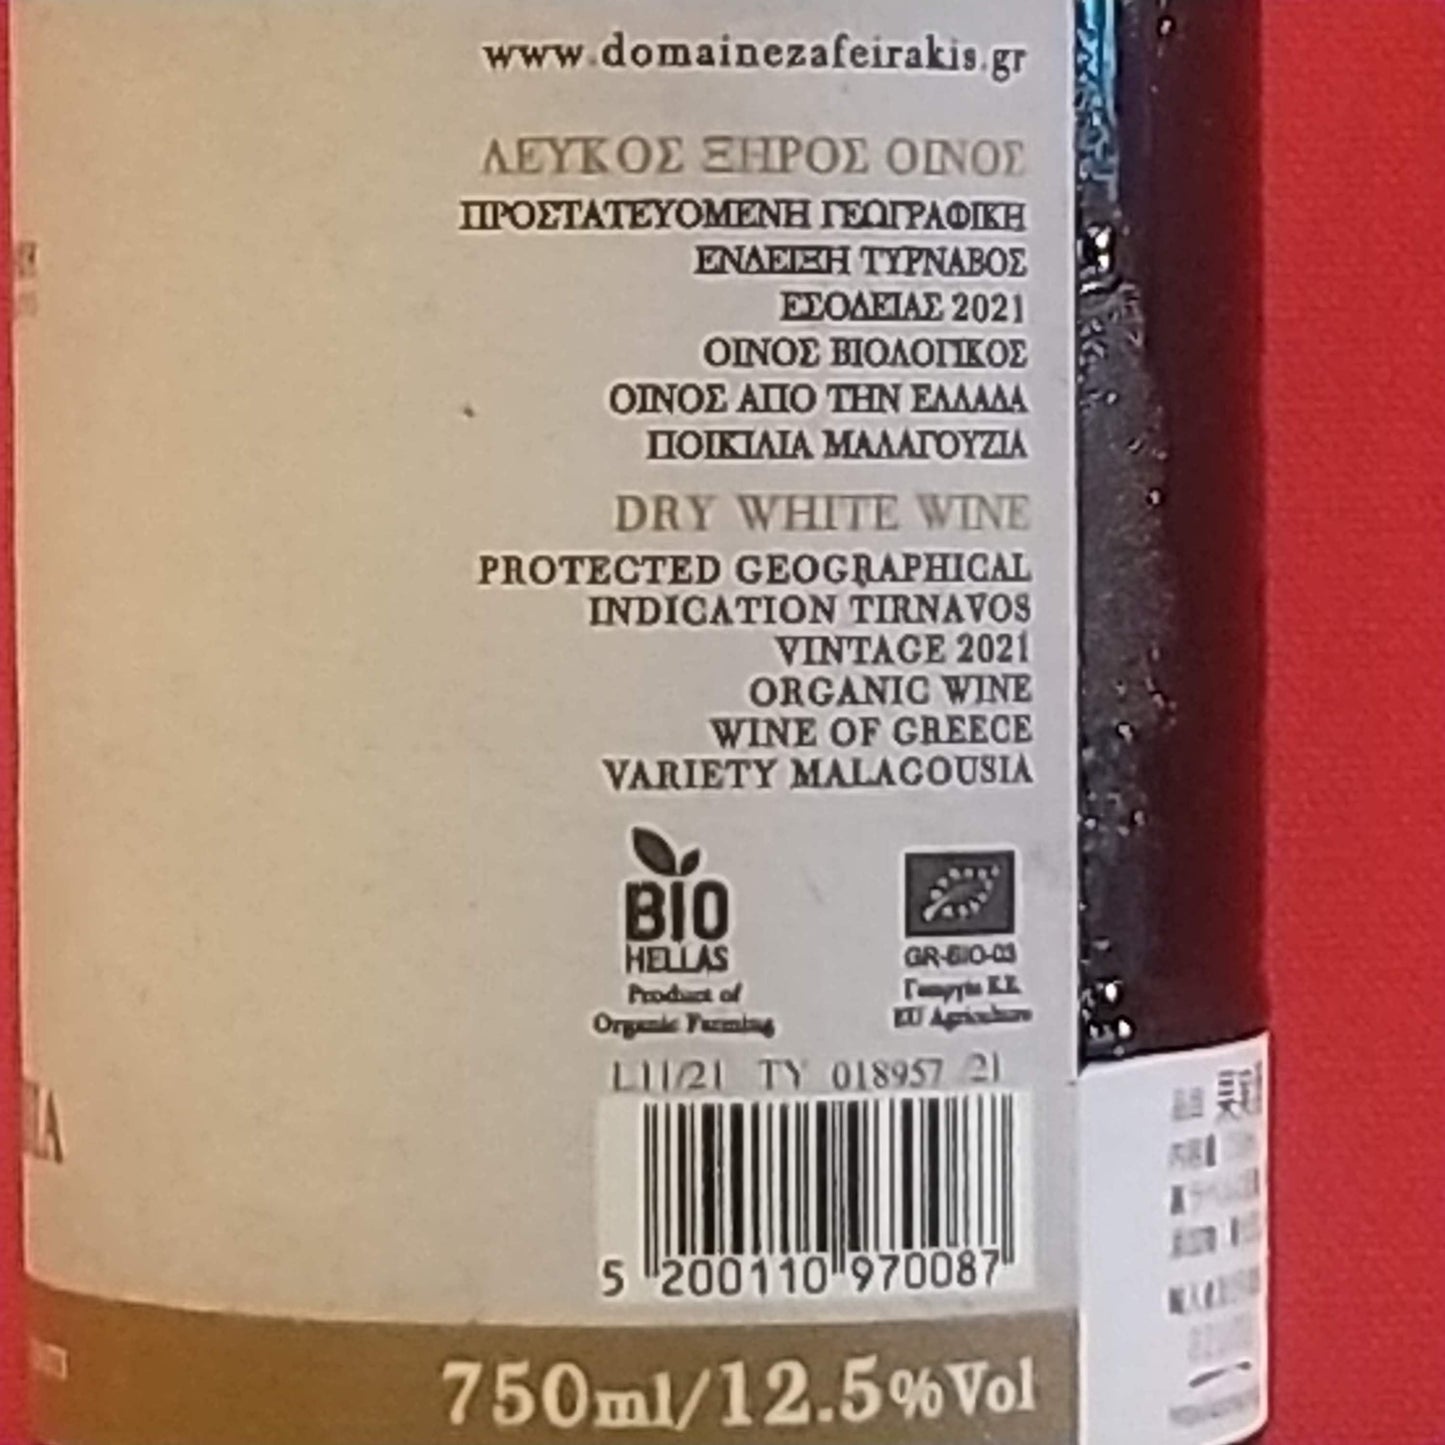 www.domainezafeirakis.gr
ΛΕΥΚΟΣ ΞΗΡΟΣ ΟΙΝΟΣ
ΠΡΟΣΤΑΤΕΥΟΜΕΝΗ ΓΕΩΓΡΑΦΙΚΗ
ΕΝΔΕΙΞΗ ΤΥΡΝΑΒΟΣ
ΕΣΟΔΕΙΑΣ 2021
ΟΙΝΟΣ ΒΙΟΛΟΓΙΚΟΣ
ΟΙΝΟΣ ΑΠΟ ΤΗΝ ΕΛΛΑΔΑ
ΠΟΙΚΙΛΙΑ ΜΑΛΑΓΟΥΖΙΑ
DRY WHITE WINE
PROTECTED GEOGRAPHICAL
INDICATION TIRNAVOS
VINTAGE 2021
ORGANIC WINE
WINE OF GREECE
VARIETY MALAGOUSIA
BIO
HELLAS
Product of
Organic Farming
GR-BIO-03
Γεωργία Ε.Ε.
EU Agriculture
L11/21 TY 018957 21
5 200110 970087
750ml/12.5%Vol